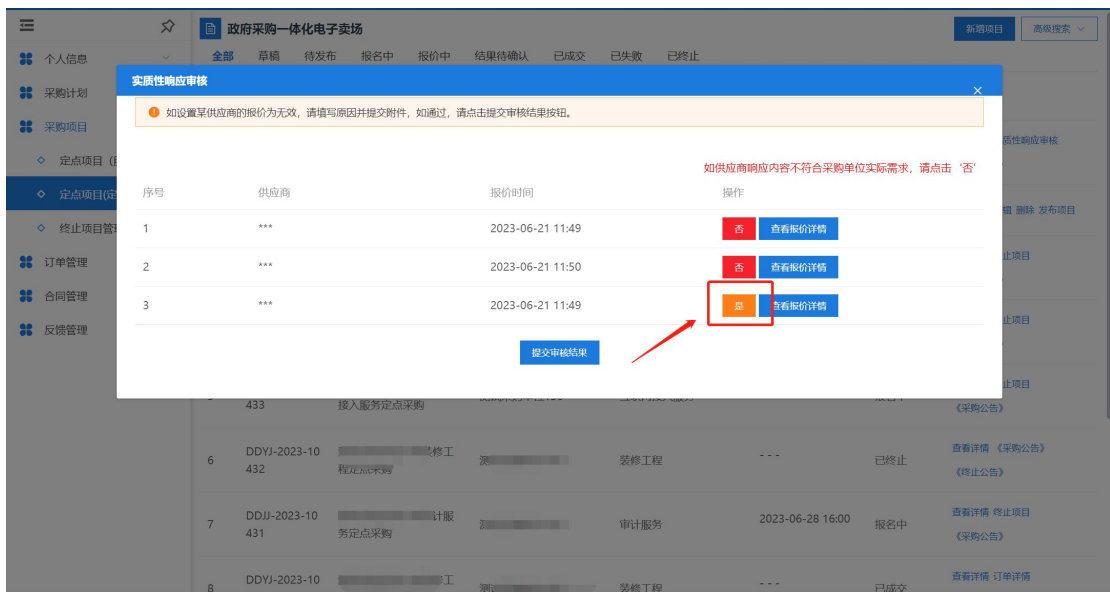 政府采购一体化电子卖场
新增项目
高级搜索
个人信息
全部 草稿 待发布 报名中 报价中 结果待确认 已成交 已失败 已终止
实质性响应审核
采购计划
如设置某供应商的报价为无效，请填写原因并提交附件，如通过，请点击提交审核结果按钮。
采购项目
质性响应审核
定点项目
如供应商响应内容不符合采购单位实际需求，请点击‘否’
定点项目(定
序号 供应商 报价时间 操作
辑 删除 发布项目
终止项目管
1 *** 2023-06-21 11:49 否 查看报价详情
订单管理
止项目
2 *** 2023-06-21 11:50 否 查看报价详情
合同管理
3 *** 2023-06-21 11:49 是 查看报价详情
反馈管理
止项目
提交审核结果
止项目
433 接入服务定点采购
《采购公告》
DDYJ-2023-10
修工
查看详情 《采购公告》
6
装修工程 - - - 已终止
432 程定点采购
《终止公告》
DDJJ-2023-10
计服
查看详情 终止项目
7
审计服务 2023-06-28 16:00 报名中
431 务定点采购
《采购公告》
DDYJ-2023-10
工
查看详情 订单详情
8
装修工程 - - - 已成交